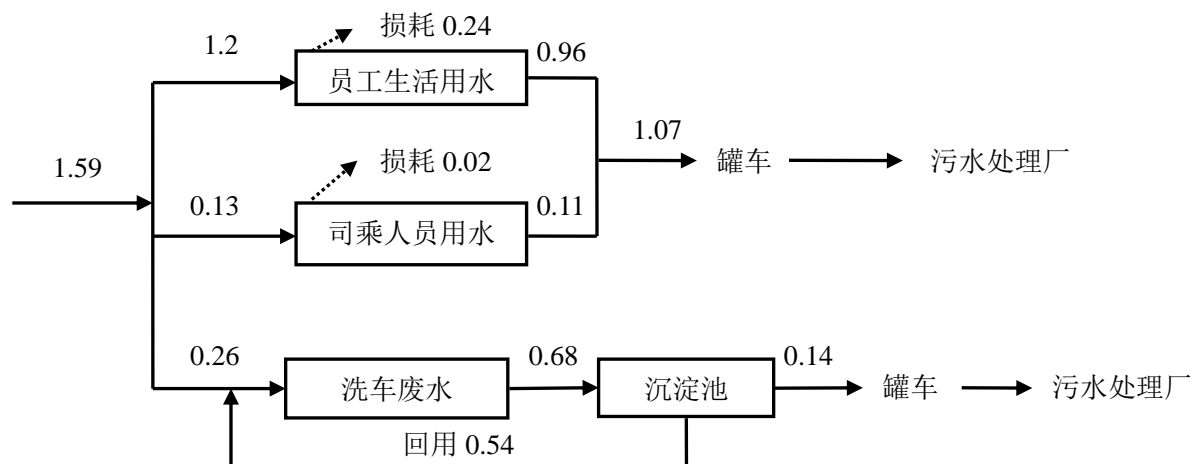 损耗 0.24
1.2
0.96
员工生活用水
1.07
罐车
污水处理厂
1.59
损耗 0.02
0.13
0.11
司乘人员用水
0.26
0.68
0.14
洗车废水
沉淀池
罐车
污水处理厂
回用 0.54